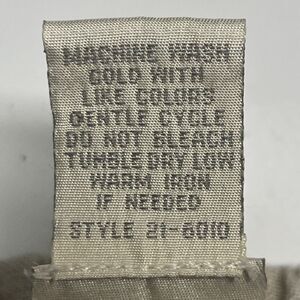 MACHINE WASH
COLD WITH
LIKE COLORS
GENTLE CYCLE
DO NOT BLEACH
TUMBLE DRY LOW
WARM IRON
IF NEEDED
STYLE 21-6010